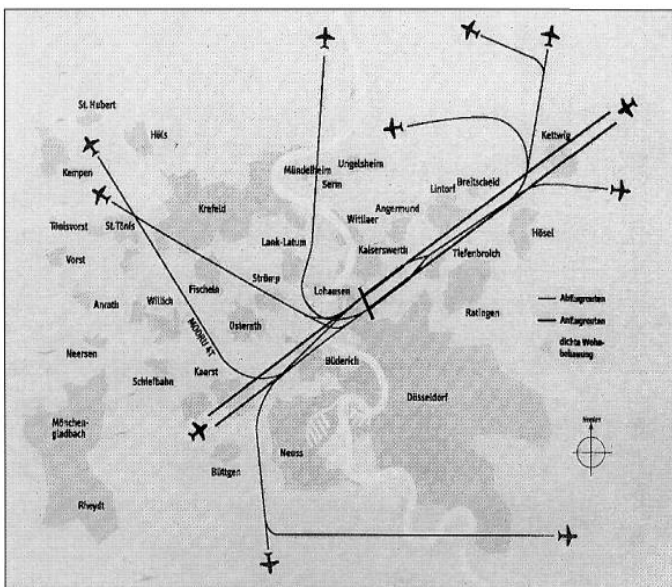 St. Hubert
Hüls
Kempen
Kettwig
Ungelsheim
Mündelheim
Serm
Breitscheid
Lintorf
Krefeld
Angermund
Wittlaer
St. Tönis
Vorst
Hösel
Lank-Latum
Kaiserswerth
Tiefenbroich
Strümp
Fischeln
Lohausen
Anrath
Willich
Osterath
Ratingen
MODRU 4T
Abflugrouten
Anflugrouten
dichte Wohn-
bebauung
Neersen
Schiefbahn
Kaarst
Büderich
Düsseldorf
Mönchen-
gladbach
Neuss
Büttgen
Rheydt